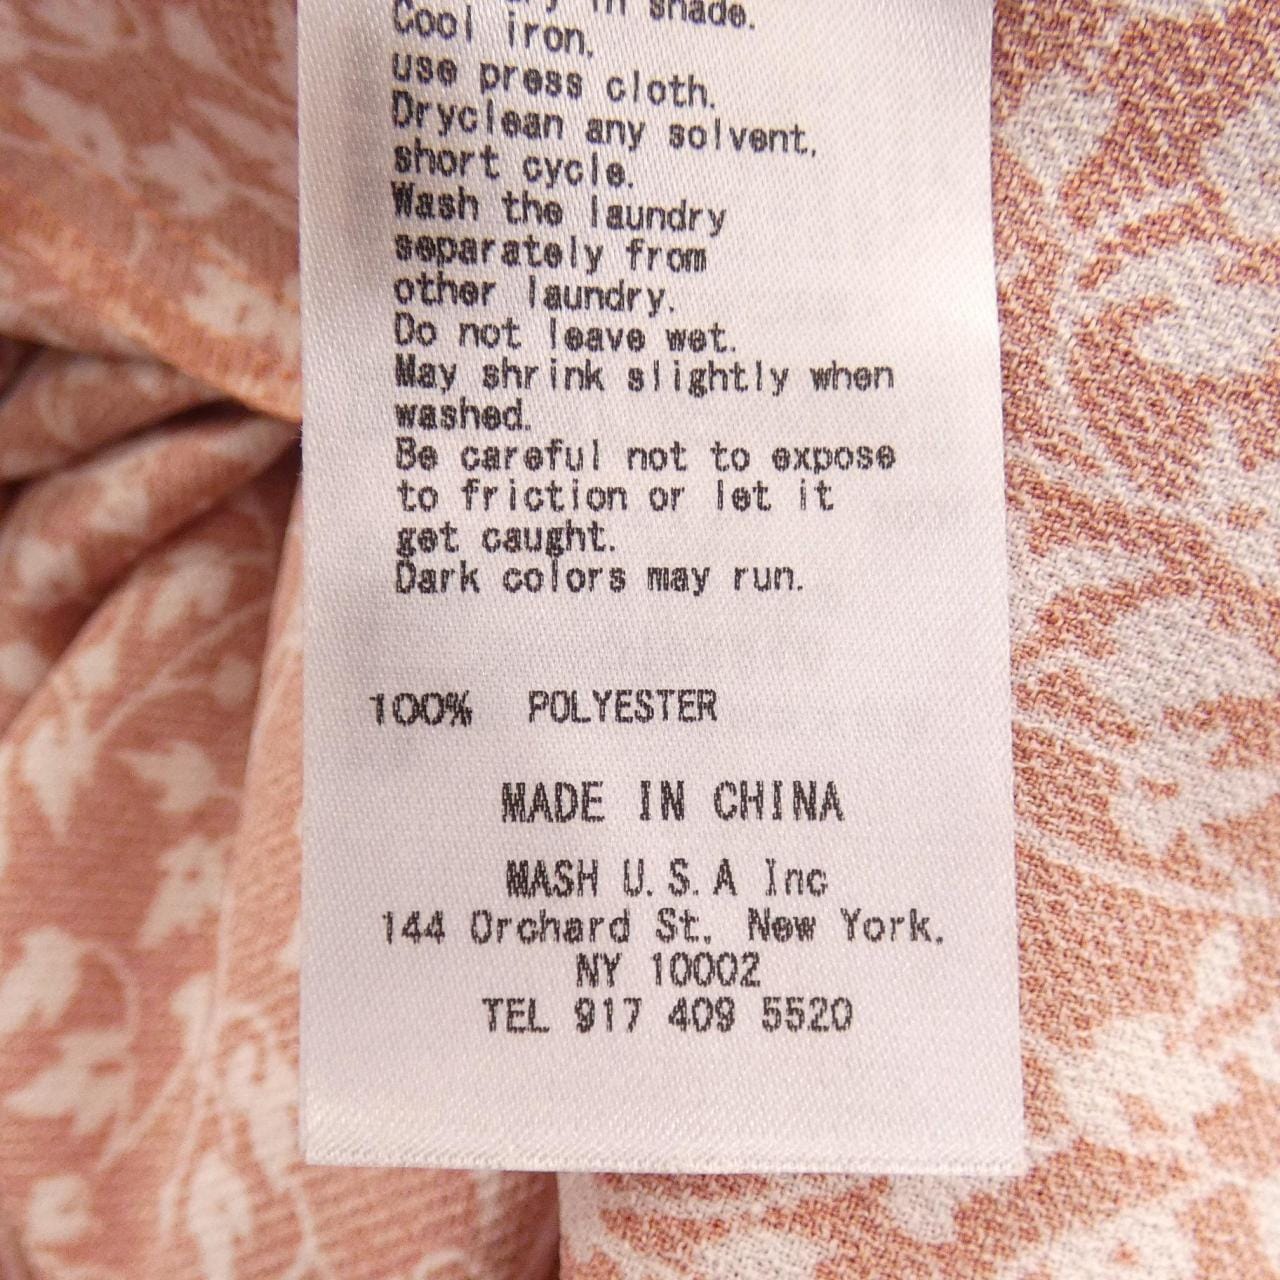 in shade.
Cool iron,
use press cloth.
Dryclean any solvent,
short cycle.
Wash the laundry
separately from
other laundry.
Do not leave wet.
May shrink slightly when
washed.
Be careful not to expose
to friction or let it
get caught.
Dark colors may run.
100% POLYESTER
MADE IN CHINA
MASH U.S.A Inc
144 Orchard St, New York,
NY 10002
TEL 917 409 5520